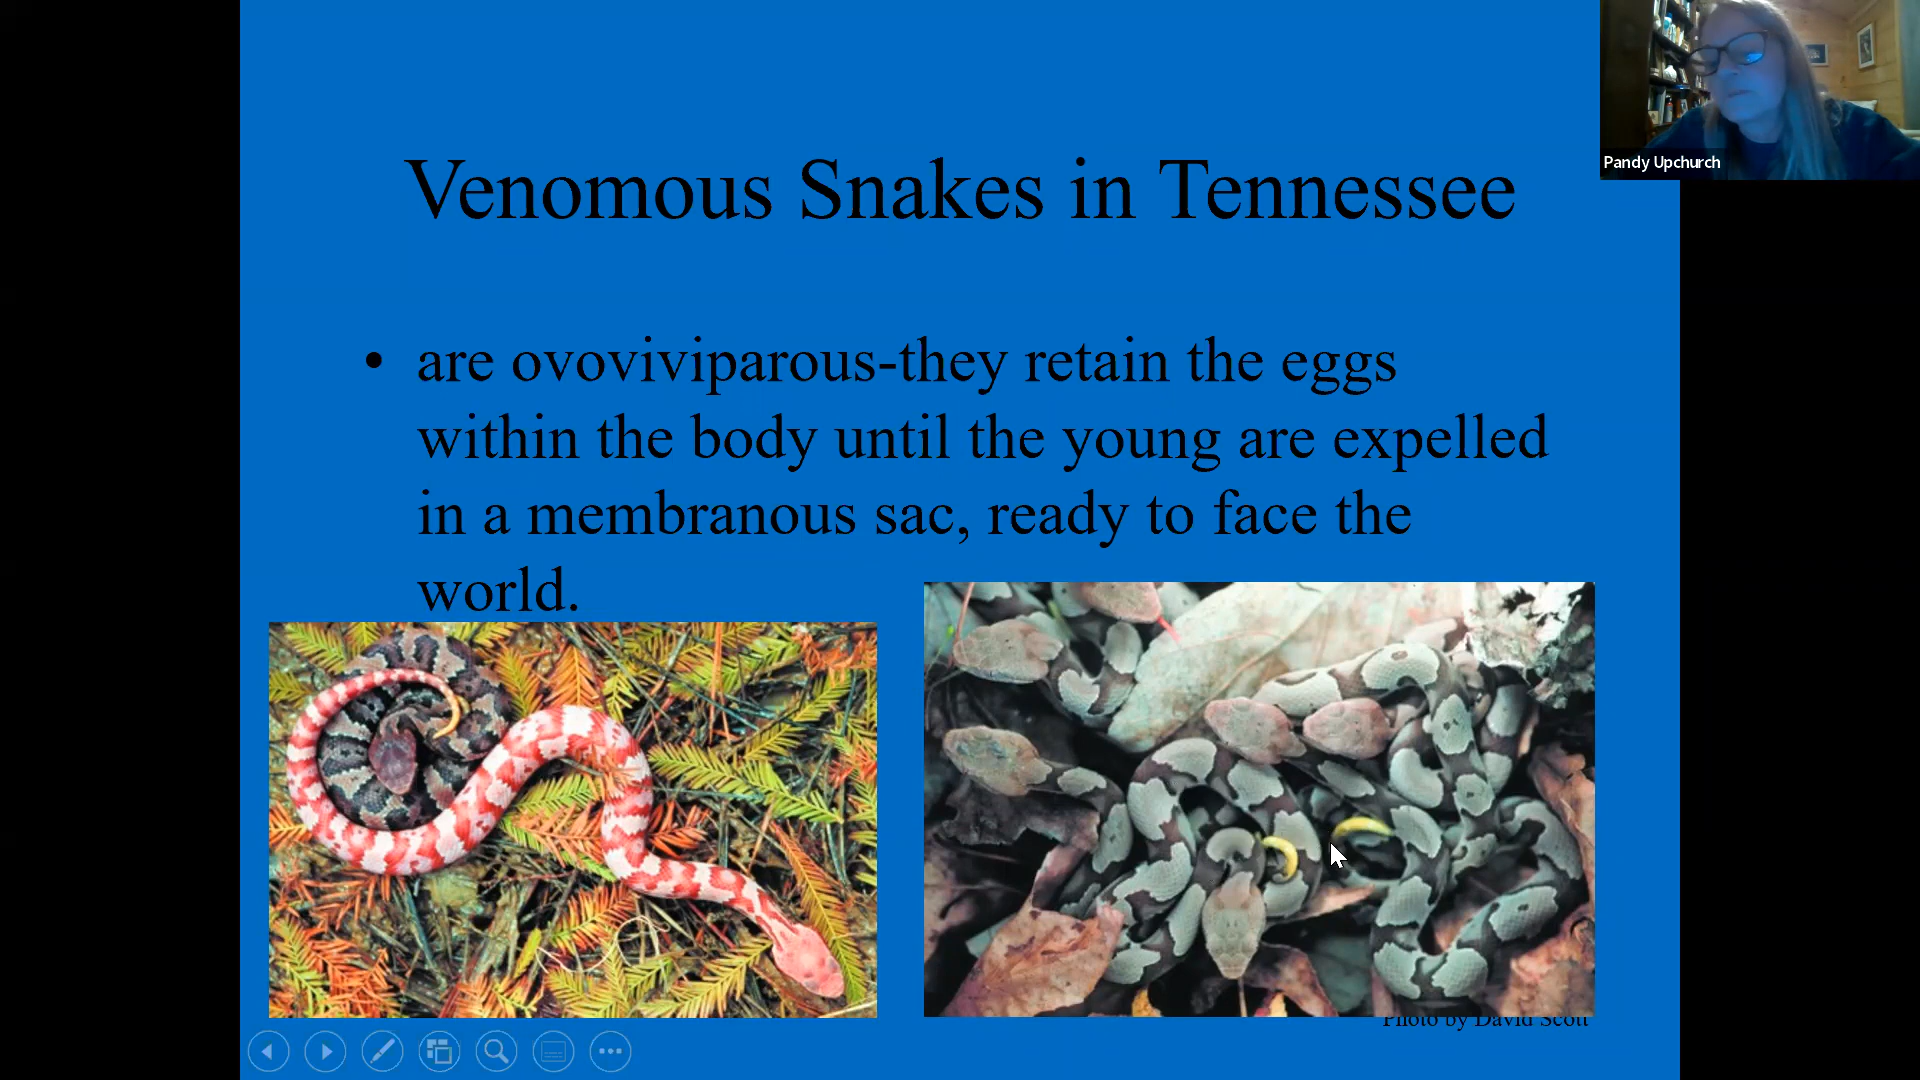 Pandy Upchurch
Venomous Snakes in Tennessee
• are ovoviviparous-they retain the eggs
within the body until the young are expelled
in a membranous sac, ready to face the
world.
Photo by David Scott